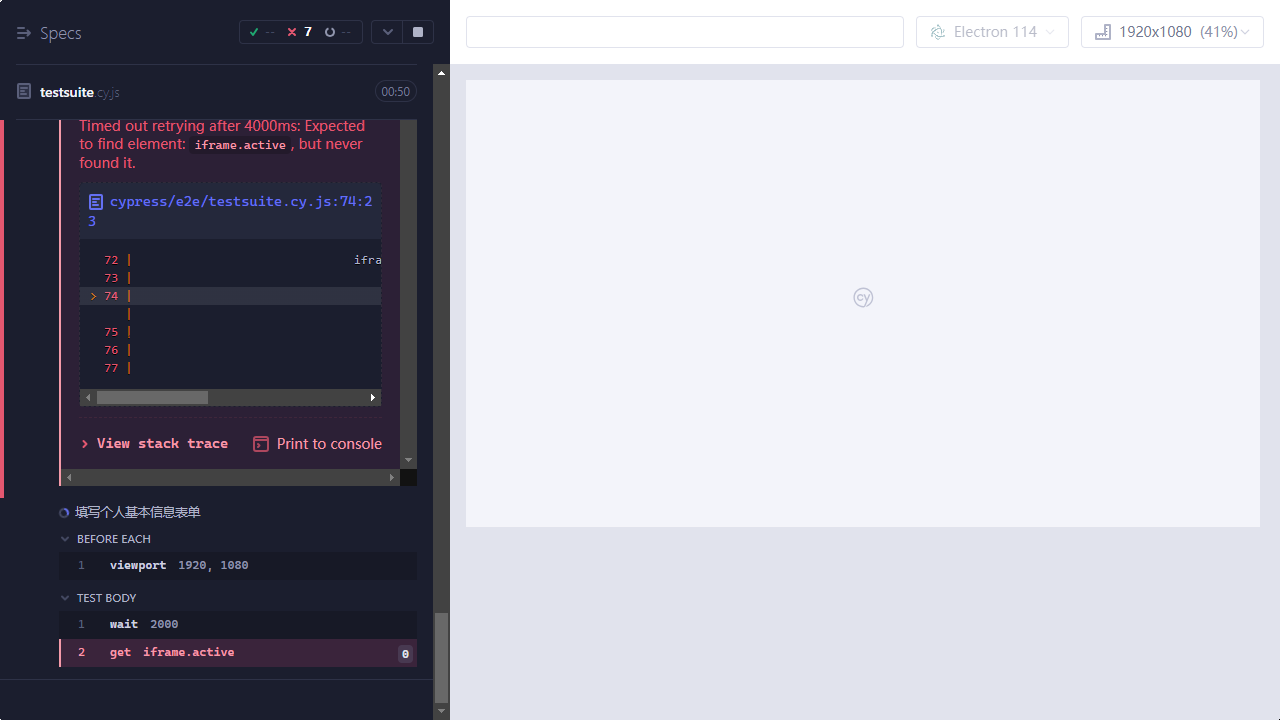 Specs
-- 7 --
Electron 114
1920x1080 (41%)
testsuite.cy.js
00:50
Timed out retrying after 4000ms: Expected
to find element: iframe.active, but never
found it.
cypress/e2e/testsuite.cy.js:74:2
3
72 | ifra
73 |
> 74 |
|
75 |
76 |
77 |
View stack trace
Print to console
填写个人基本信息表单
BEFORE EACH
1 viewport 1920, 1080
TEST BODY
1 wait 2000
2 get iframe.active 0
cy